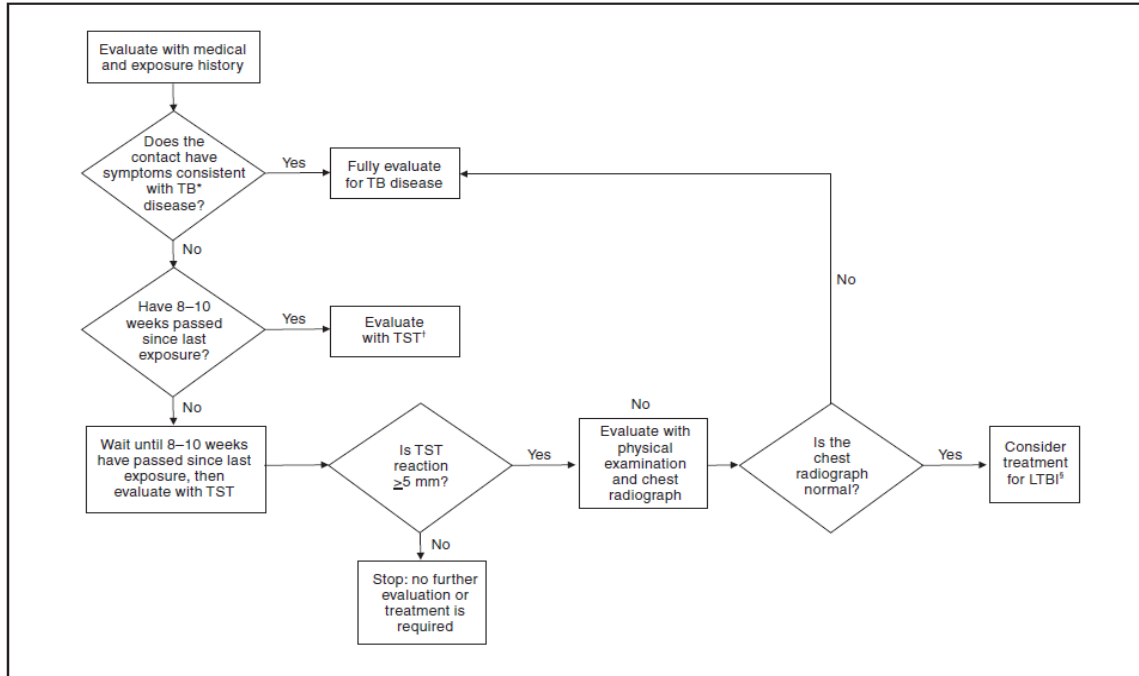 Evaluate with medical
and exposure history
Does the
contact have
symptoms consistent
with TB*
disease?
Yes
Fully evaluate
for TB disease
No
Have 8–10
weeks passed
since last
exposure?
Yes
Evaluate
with TST†
No
Wait until 8–10 weeks
have passed since last
exposure, then
evaluate with TST
Is TST
reaction
≥5 mm?
Yes
No
Stop: no further
evaluation or
treatment is
required
No
Evaluate with
physical
examination
and chest
radiograph
Is the
chest
radiograph
normal?
No
Yes
Consider
treatment
for LTBI§